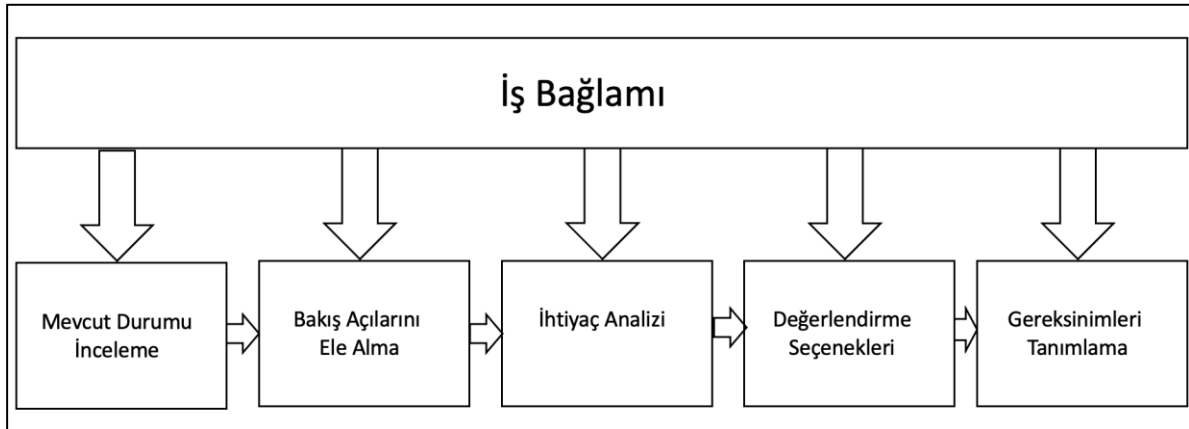 İş Bağlamı
Mevcut Durumu
İnceleme
Bakış Açılarını
Ele Alma
İhtiyaç Analizi
Değerlendirme
Seçenekleri
Gereksinimleri
Tanımlama